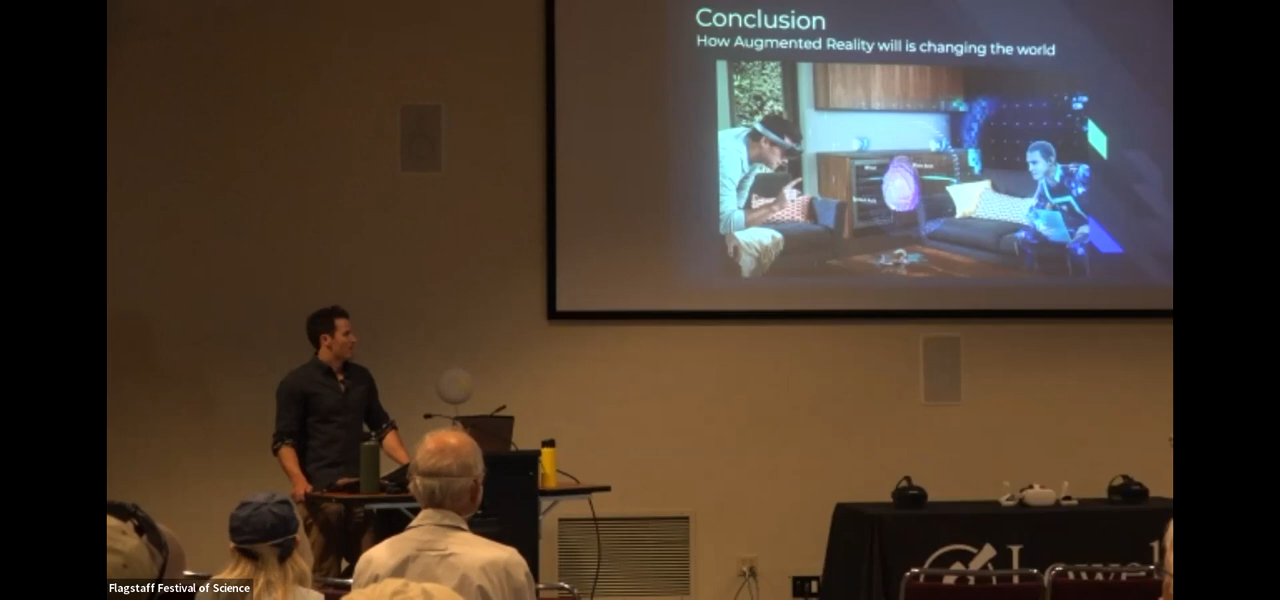 Conclusion
How Augmented Reality will is changing the world
Flagstaff Festival of Science